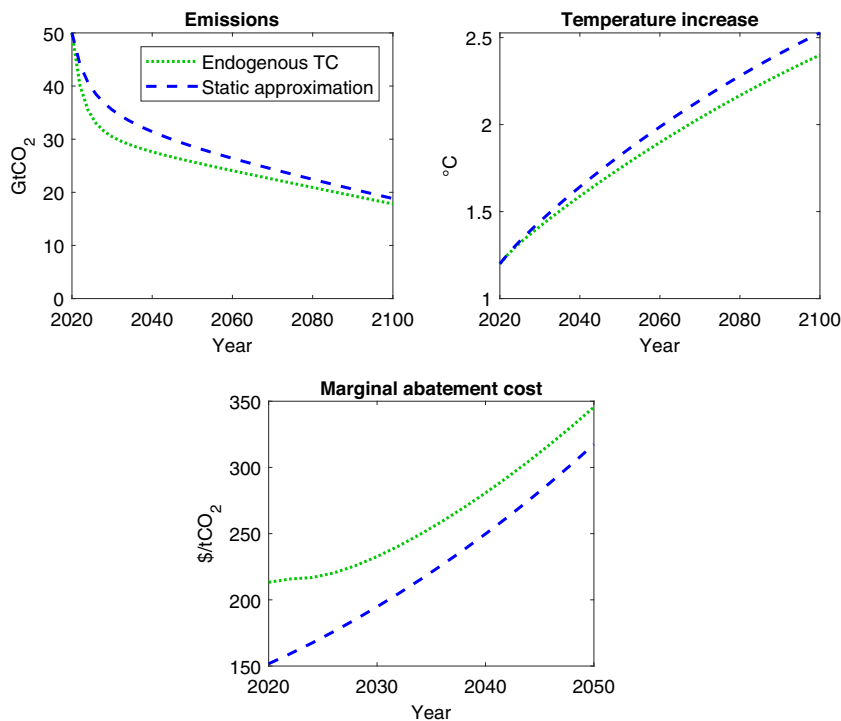 Emissions
50
40
30
20
10
0
GtCO2
2020 2040 2060 2080 2100
Year
Endogenous TC
Static approximation
Temperature increase
2.5
2
1.5
1
°C
2020 2040 2060 2080 2100
Year
Marginal abatement cost
350
300
250
200
150
$/tCO2
2020 2030 2040 2050
Year